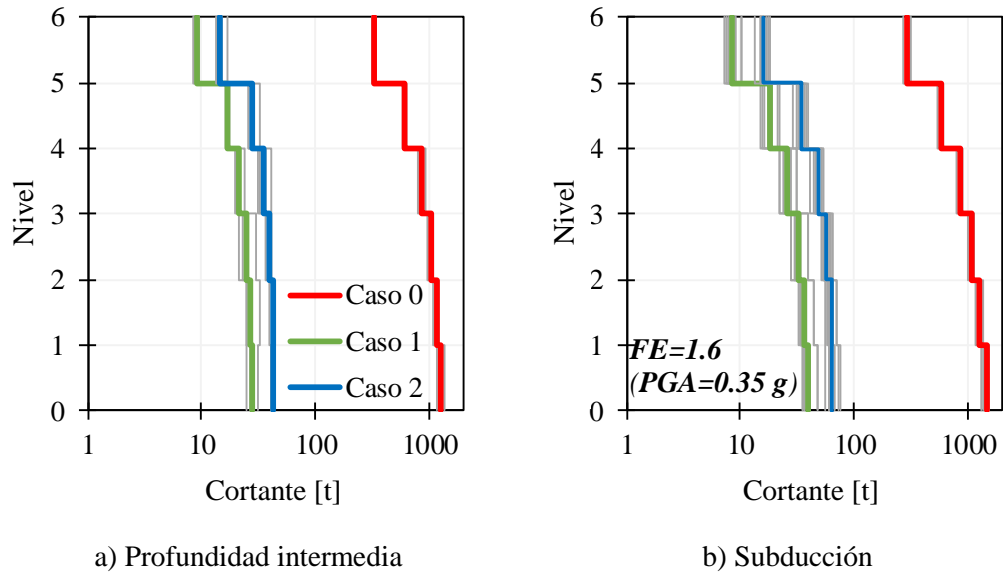 6
5
4
3
2
1
0
Nivel
Caso 0
Caso 1
Caso 2
1
10
100
1000
Cortante [t]
a) Profundidad intermedia
6
5
4
3
2
1
0
Nivel
FE=1.6
(PGA=0.35 g)
1
10
100
1000
Cortante [t]
b) Subducción